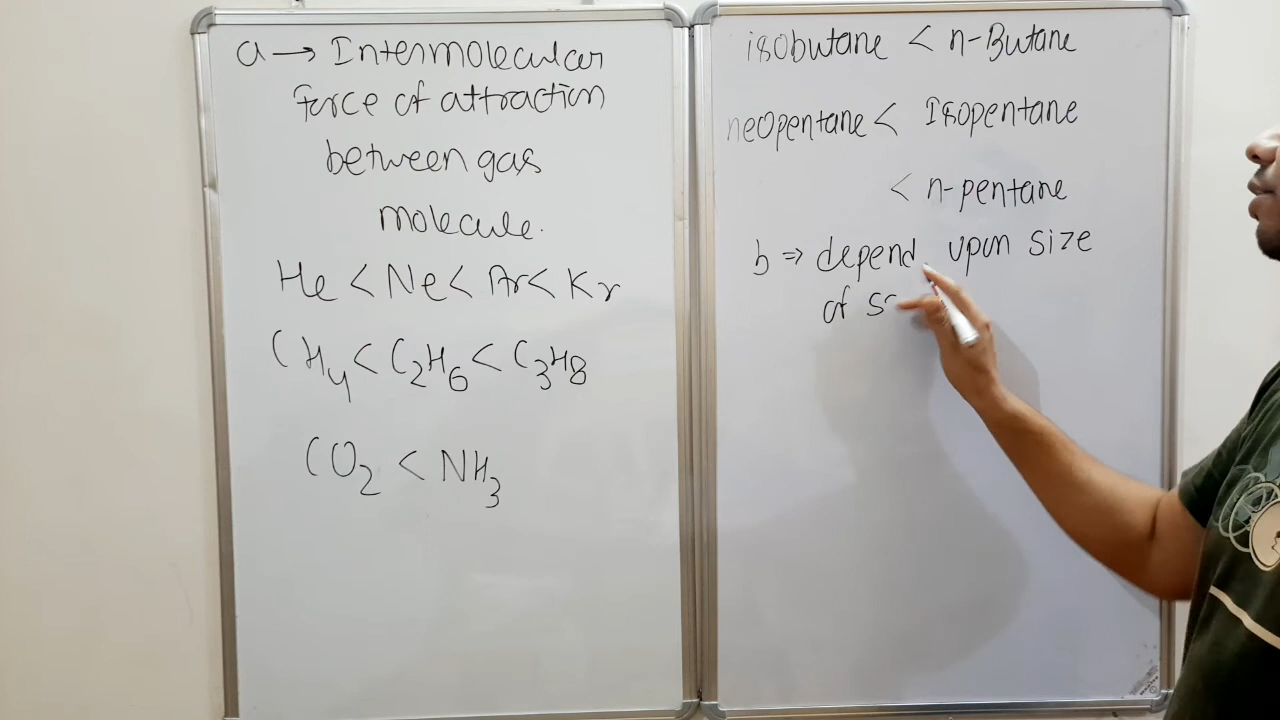 a → Intermolecular
force of attraction
between gas
molecule.
He < Ne < Ar < Kr
CH4 < C2H6 < C3H8
CO2 < NH3
isobutane < n-Butane
neopentane < Isopentane
< n-pentane
b ⇒ depend upon size
of